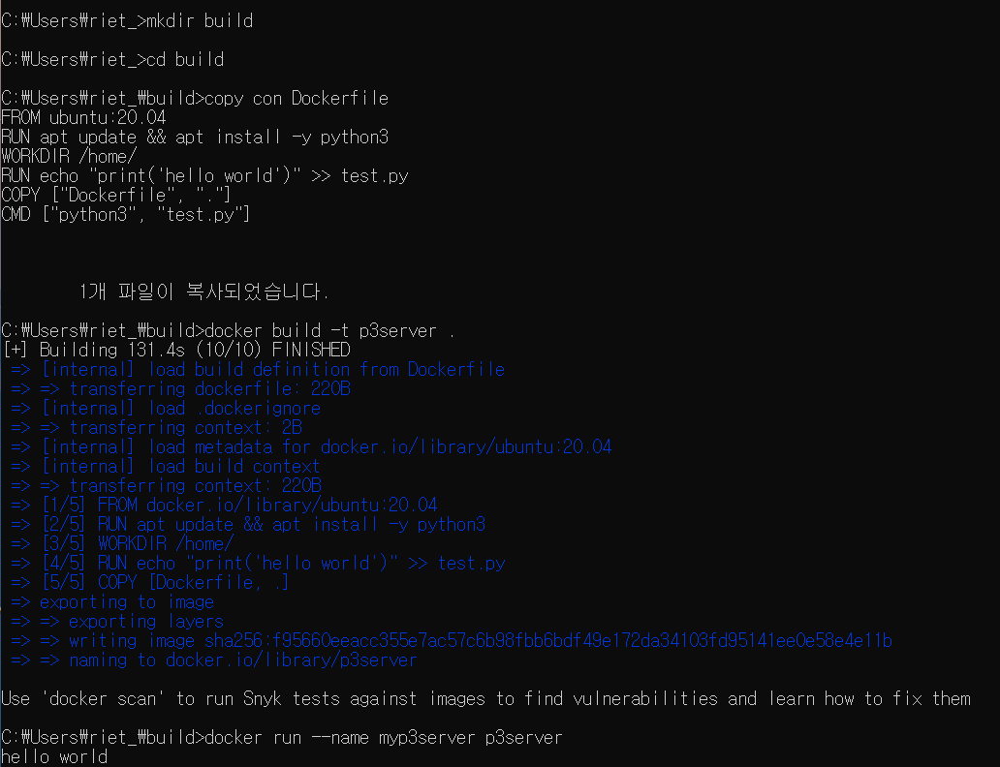 C:₩Users₩riet_>mkdir build
C:₩Users₩riet_>cd build
C:₩Users₩riet_₩build>copy con Dockerfile
FROM ubuntu:20.04
RUN apt update && apt install -y python3
WORKDIR /home/
RUN echo "print('hello world')" >> test.py
COPY ["Dockerfile", "."]
CMD ["python3", "test.py"]
1개 파일이 복사되었습니다.
C:₩Users₩riet_₩build>docker build -t p3server .
[+] Building 131.4s (10/10) FINISHED
=> [internal] load build definition from Dockerfile
=> => transferring dockerfile: 220B
=> [internal] load .dockerignore
=> => transferring context: 2B
=> [internal] load metadata for docker.io/library/ubuntu:20.04
=> [internal] load build context
=> => transferring context: 220B
=> [1/5] FROM docker.io/library/ubuntu:20.04
=> [2/5] RUN apt update && apt install -y python3
=> [3/5] WORKDIR /home/
=> [4/5] RUN echo "print('hello world')" >> test.py
=> [5/5] COPY [Dockerfile, .]
=> exporting to image
=> => exporting layers
=> => writing image sha256:f95660eeacc355e7ac57c6b98fbb6bdf49e172da34103fd95141ee0e58e4e11b
=> => naming to docker.io/library/p3server
Use 'docker scan' to run Snyk tests against images to find vulnerabilities and learn how to fix them
C:₩Users₩riet_₩build>docker run --name myp3server p3server
hello world